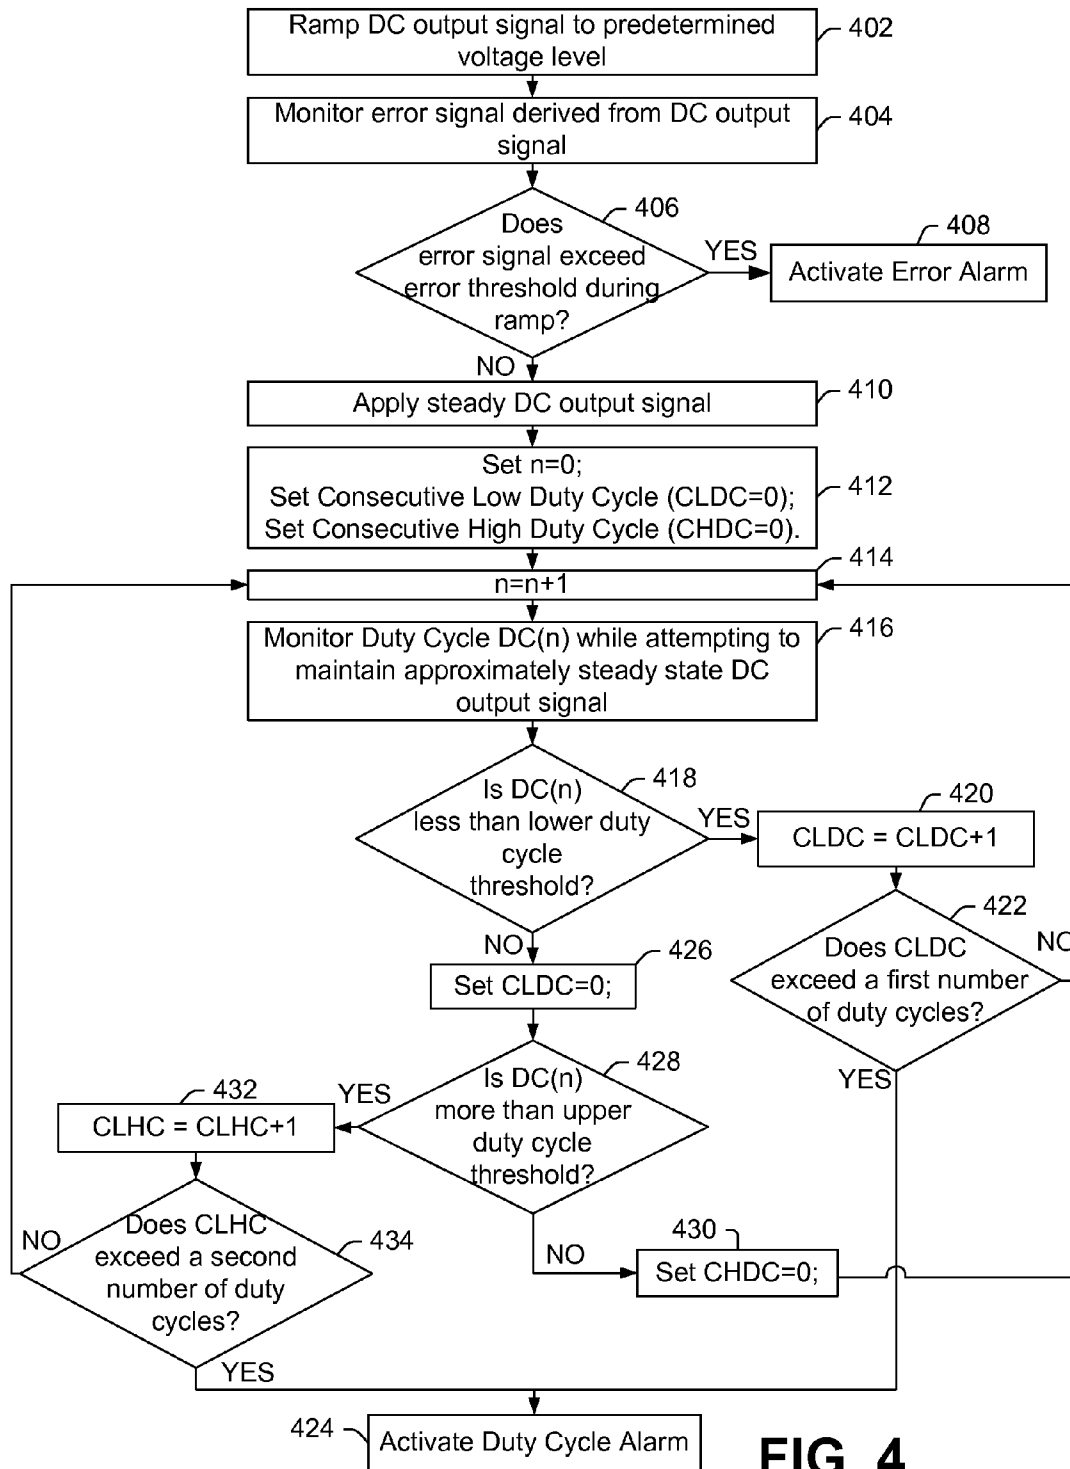 Ramp DC output signal to predetermined
voltage level
402
Monitor error signal derived from DC output
signal
404
406
Does
error signal exceed
error threshold during
ramp?
YES
408
Activate Error Alarm
NO
Apply steady DC output signal
410
Set n=0;
Set Consecutive Low Duty Cycle (CLDC=0);
Set Consecutive High Duty Cycle (CHDC=0).
412
414
n=n+1
Monitor Duty Cycle DC(n) while attempting to
maintain approximately steady state DC
output signal
416
418
Is DC(n)
less than lower duty
cycle
threshold?
YES
420
CLDC = CLDC+1
422
Does CLDC
exceed a first number
of duty cycles?
NO
YES
NO
426
Set CLDC=0;
428
Is DC(n)
more than upper
duty cycle
threshold?
YES
432
CLHC = CLHC+1
434
Does CLHC
exceed a second
number of duty
cycles?
NO
YES
NO
430
Set CHDC=0;
424
Activate Duty Cycle Alarm
FIG. 4